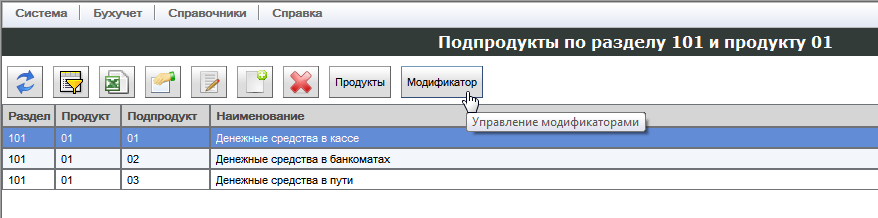 Система Бухучет Справочники Справка
Подпродукты по разделу 101 и продукту 01
Продукты Модификатор
Управление модификаторами
Раздел Продукт Подпродукт Наименование
101 01 01 Денежные средства в кассе
101 01 02 Денежные средства в банкоматах
101 01 03 Денежные средства в пути